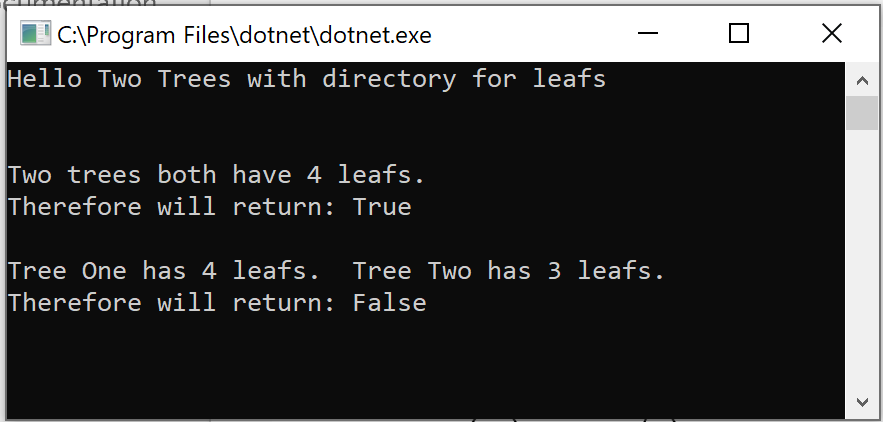 C:\Program Files\dotnet\dotnet.exe
Hello Two Trees with directory for leafs
Two trees both have 4 leafs.
Therefore will return: True
Tree One has 4 leafs.  Tree Two has 3 leafs.
Therefore will return: False